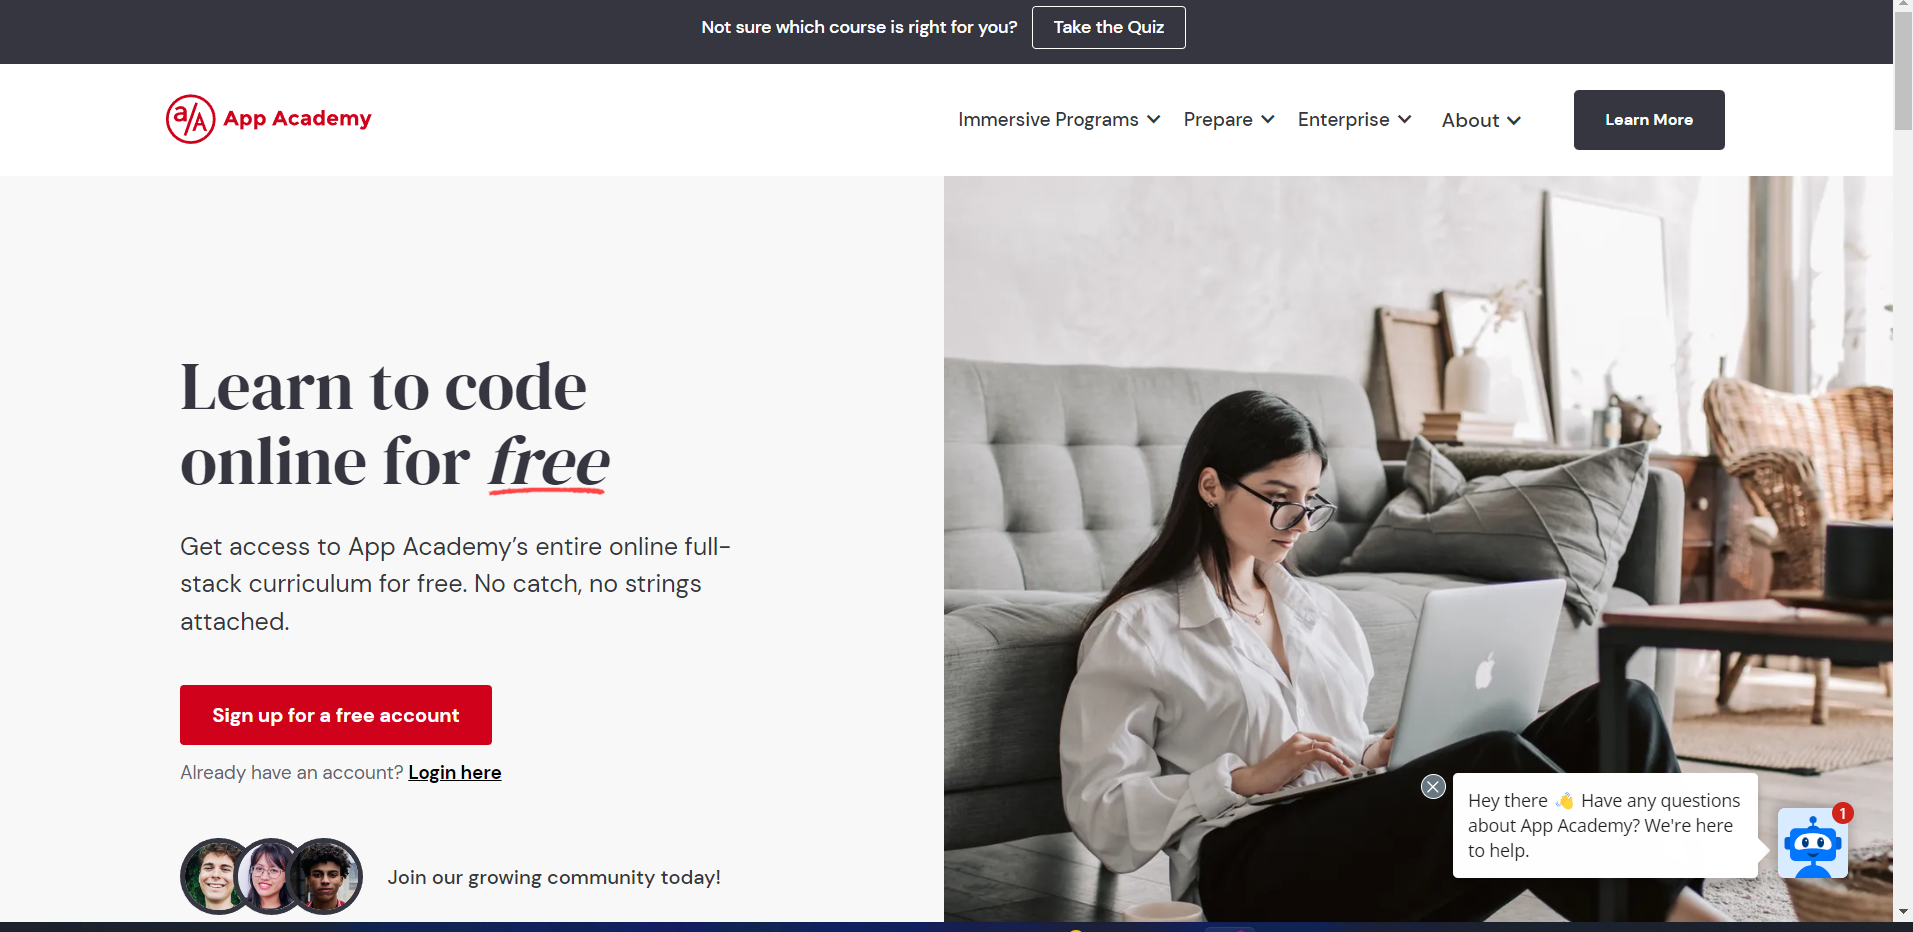 Not sure which course is right for you? Take the Quiz
a/A App Academy
Immersive Programs Prepare Enterprise About Learn More
Learn to code
online for free
Get access to App Academy’s entire online full-
stack curriculum for free. No catch, no strings
attached.
Sign up for a free account
Already have an account? Login here
Join our growing community today!
Hey there 👋 Have any questions
about App Academy? We're here
to help.
1